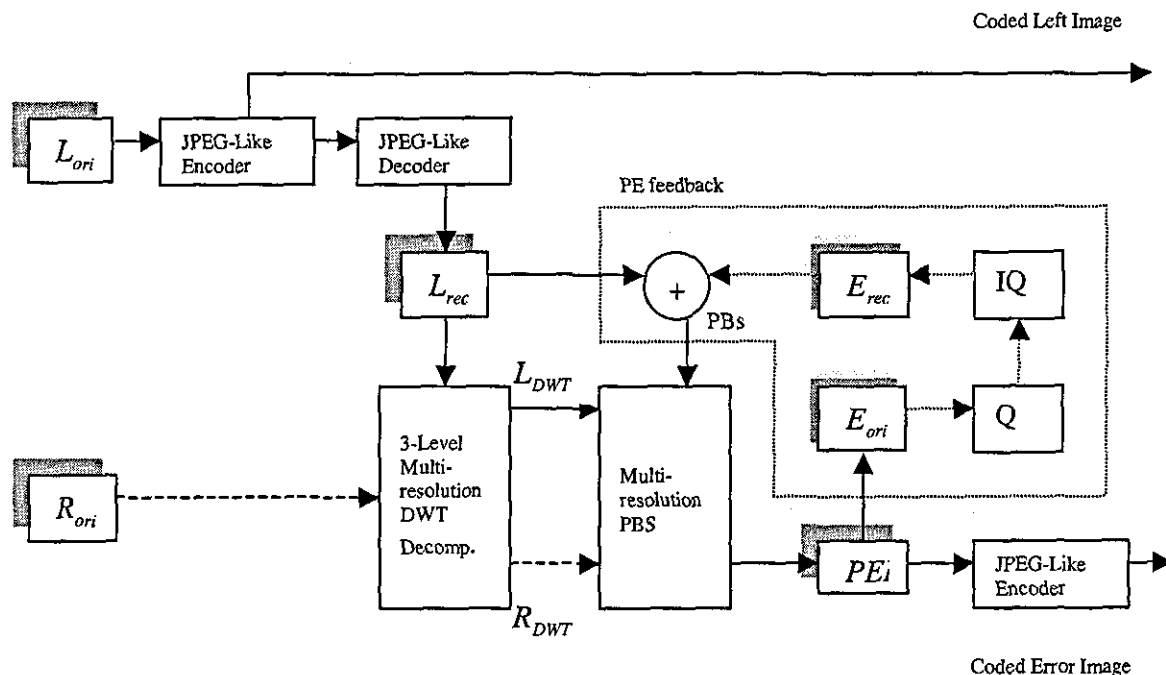 Coded Left Image
L_ori
JPEG-Like
Encoder
JPEG-Like
Decoder
PE feedback
L_rec
+
PBs
E_rec
IQ
L_DWT
E_ori
Q
3-Level
Multi-
resolution
DWT
Decomp.
Multi-
resolution
PBS
R_ori
PEi
JPEG-Like
Encoder
R_DWT
Coded Error Image